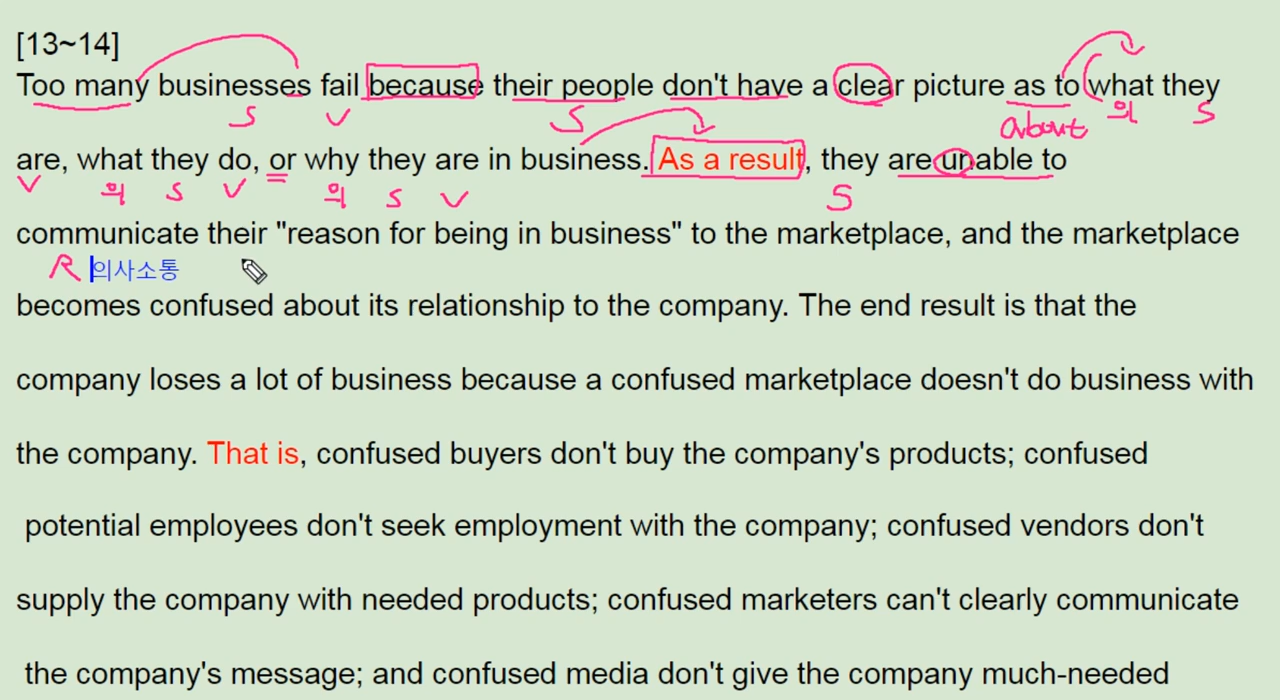 [13~14]
Too many businesses fail because their people don't have a clear picture as to what they
S V S about 의 S
are, what they do, or why they are in business. As a result, they are unable to
V 의 S V 의 S V S
communicate their "reason for being in business" to the marketplace, and the marketplace
R 의사소통
becomes confused about its relationship to the company. The end result is that the
company loses a lot of business because a confused marketplace doesn't do business with
the company. That is, confused buyers don't buy the company's products; confused
potential employees don't seek employment with the company; confused vendors don't
supply the company with needed products; confused marketers can't clearly communicate
the company's message; and confused media don't give the company much-needed